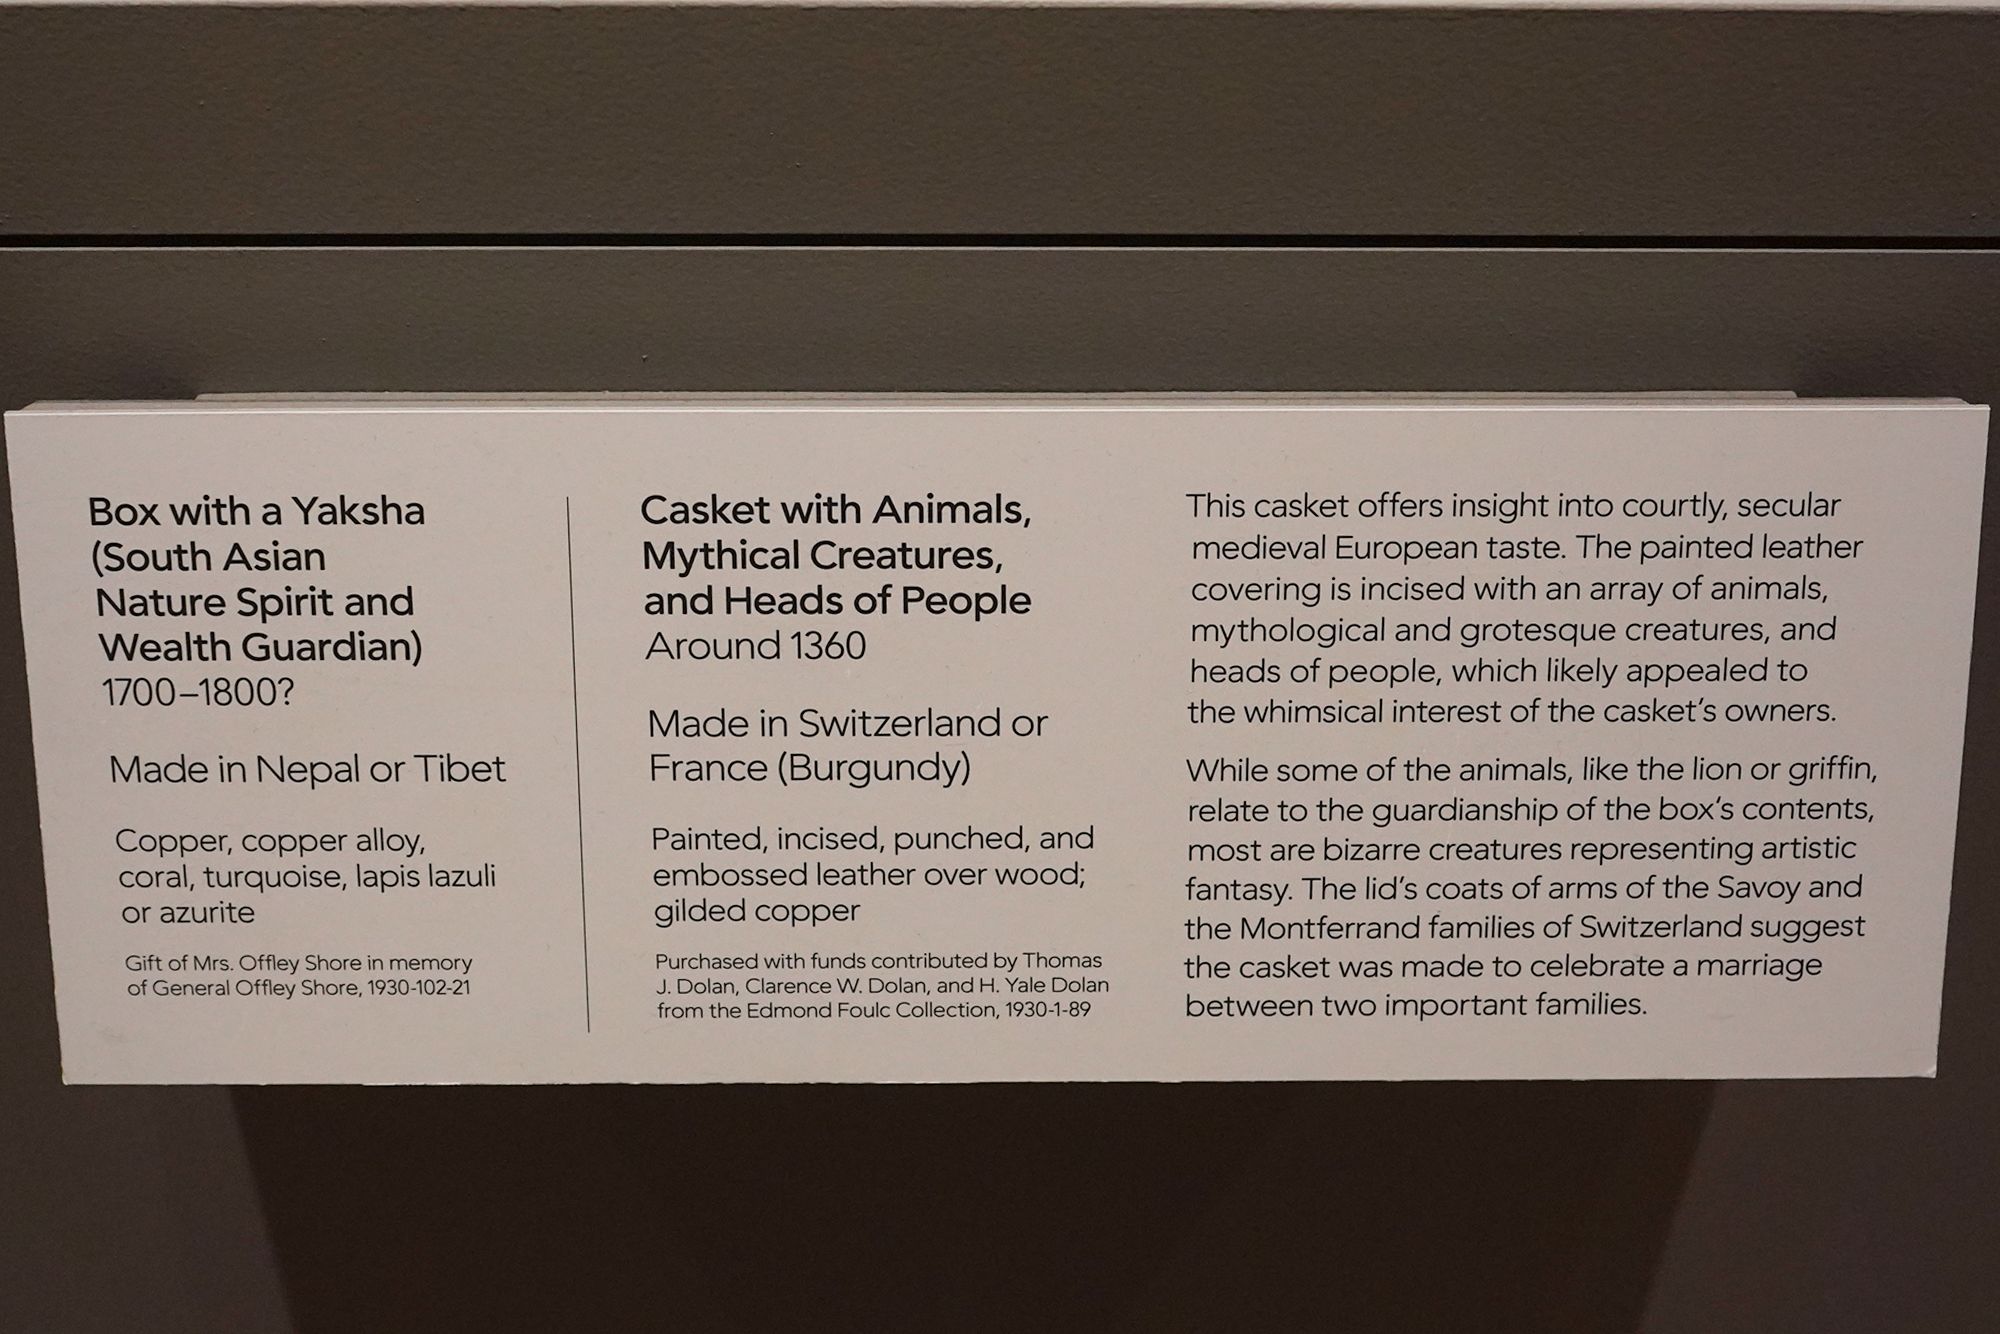 Box with a Yaksha
(South Asian
Nature Spirit and
Wealth Guardian)
1700–1800?
Made in Nepal or Tibet
Copper, copper alloy,
coral, turquoise, lapis lazuli
or azurite
Gift of Mrs. Offley Shore in memory
of General Offley Shore, 1930-102-21
Casket with Animals,
Mythical Creatures,
and Heads of People
Around 1360
Made in Switzerland or
France (Burgundy)
Painted, incised, punched, and
embossed leather over wood;
gilded copper
Purchased with funds contributed by Thomas
J. Dolan, Clarence W. Dolan, and H. Yale Dolan
from the Edmond Foulc Collection, 1930-1-89
This casket offers insight into courtly, secular
medieval European taste. The painted leather
covering is incised with an array of animals,
mythological and grotesque creatures, and
heads of people, which likely appealed to
the whimsical interest of the casket's owners.
While some of the animals, like the lion or griffin,
relate to the guardianship of the box's contents,
most are bizarre creatures representing artistic
fantasy. The lid's coats of arms of the Savoy and
the Montferrand families of Switzerland suggest
the casket was made to celebrate a marriage
between two important families.